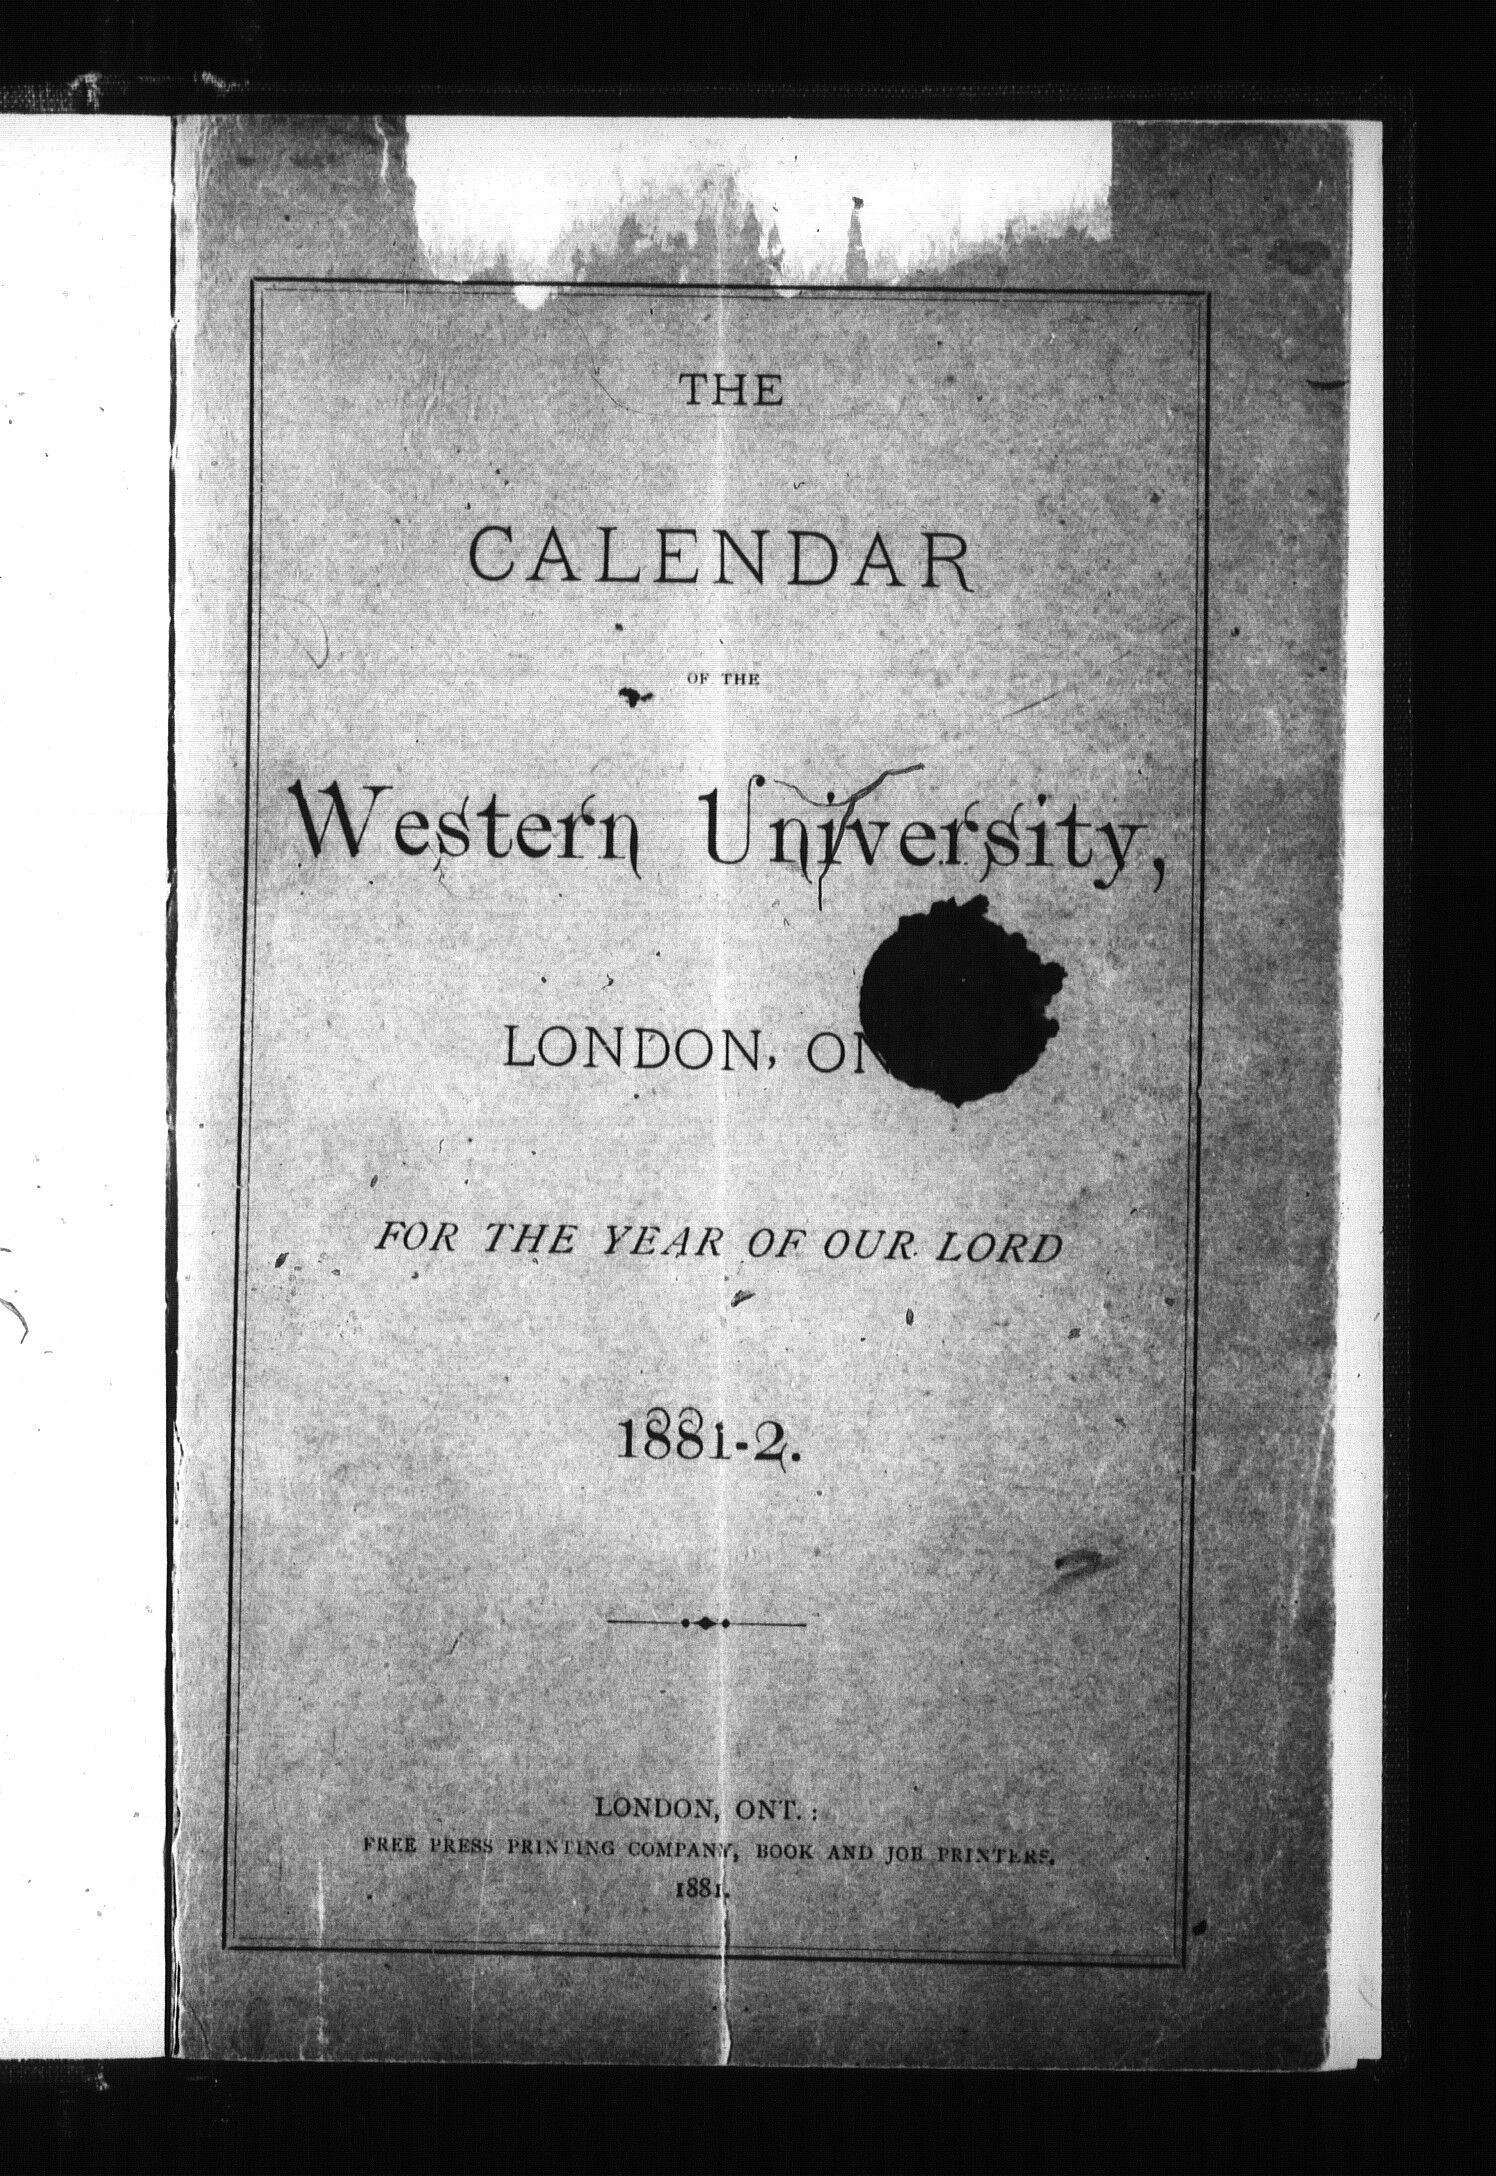 THE
CALENDAR
OF THE
Western University,
LONDON,
FOR THE YEAR OF OUR LORD
1881-2.
LONDON, ONT.:
FREE PRESS PRINTING COMPANY, BOOK AND JOB PRINTERS.
1881.